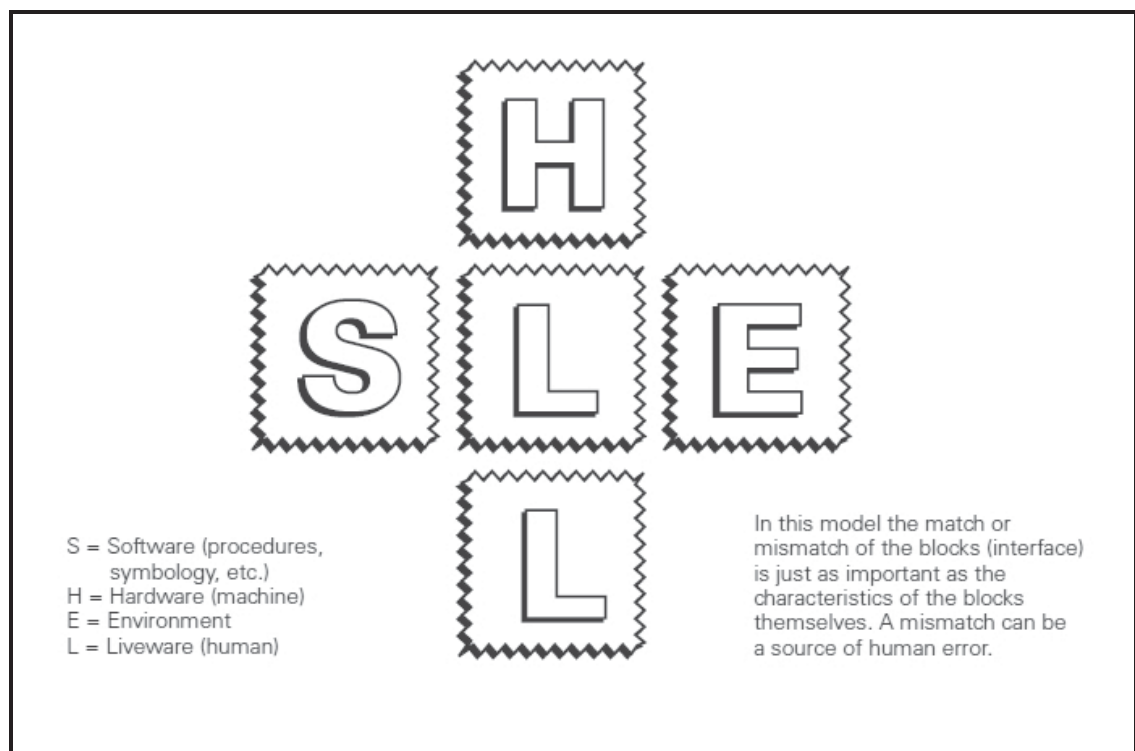 H
S L E
L
S = Software (procedures,
symbology, etc.)
H = Hardware (machine)
E = Environment
L = Liveware (human)
In this model the match or
mismatch of the blocks (interface)
is just as important as the
characteristics of the blocks
themselves. A mismatch can be
a source of human error.